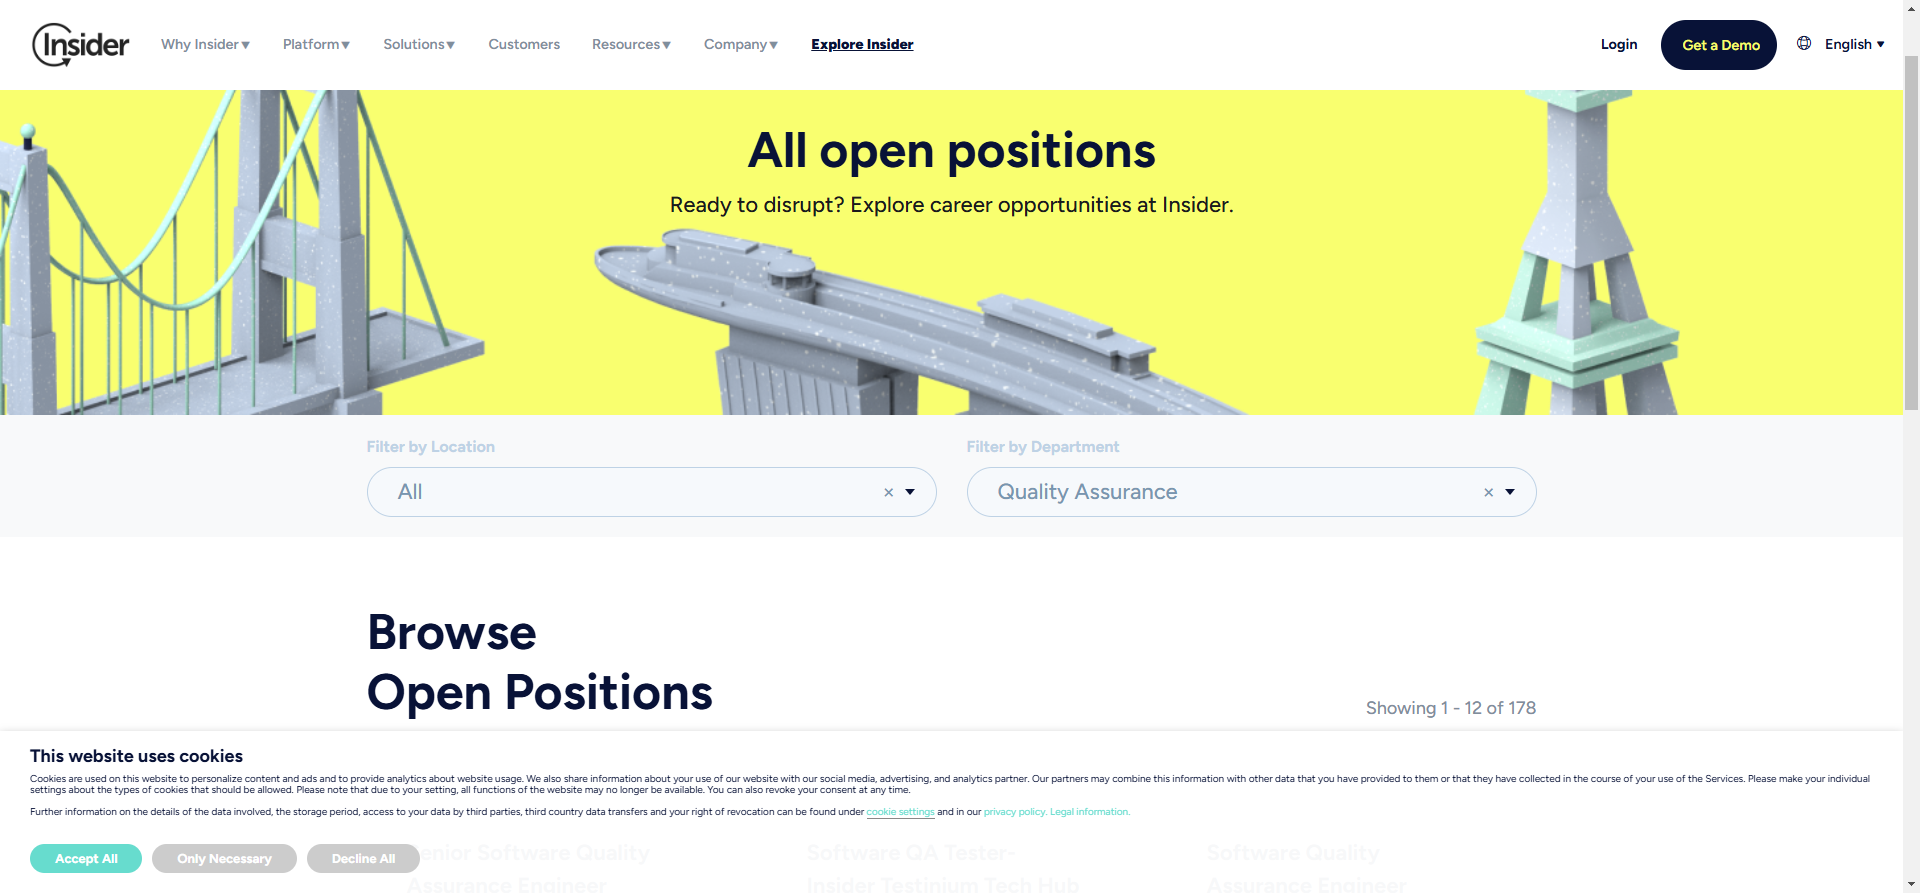 Insider
Why Insider▼ Platform▼ Solutions▼ Customers Resources▼ Company▼ Explore Insider Login Get a Demo English ▼
All open positions
Ready to disrupt? Explore career opportunities at Insider.
Filter by Location Filter by Department
All × Quality Assurance ×
Browse
Open Positions
Showing 1 - 12 of 178
This website uses cookies
Cookies are used on this website to personalize content and ads and to provide analytics about website usage. We also share information about your use of our website with our social media, advertising, and analytics partner. Our partners may combine this information with other data that you have provided to them or that they have collected in the course of your use of the Services. Please make your individual
settings about the types of cookies that should be allowed. Please note that due to your setting, all functions of the website may no longer be available. You can also revoke your consent at any time.
Further information on the details of the data involved, the storage period, access to your data by third parties, third country data transfers and your right of revocation can be found under cookie settings and in our privacy policy. Legal information.
Accept All Only Necessary Decline All
enior Software Quality Software QA Tester- Software Quality
Assurance Engineer Insider Testinium Tech Hub Assurance Engineer